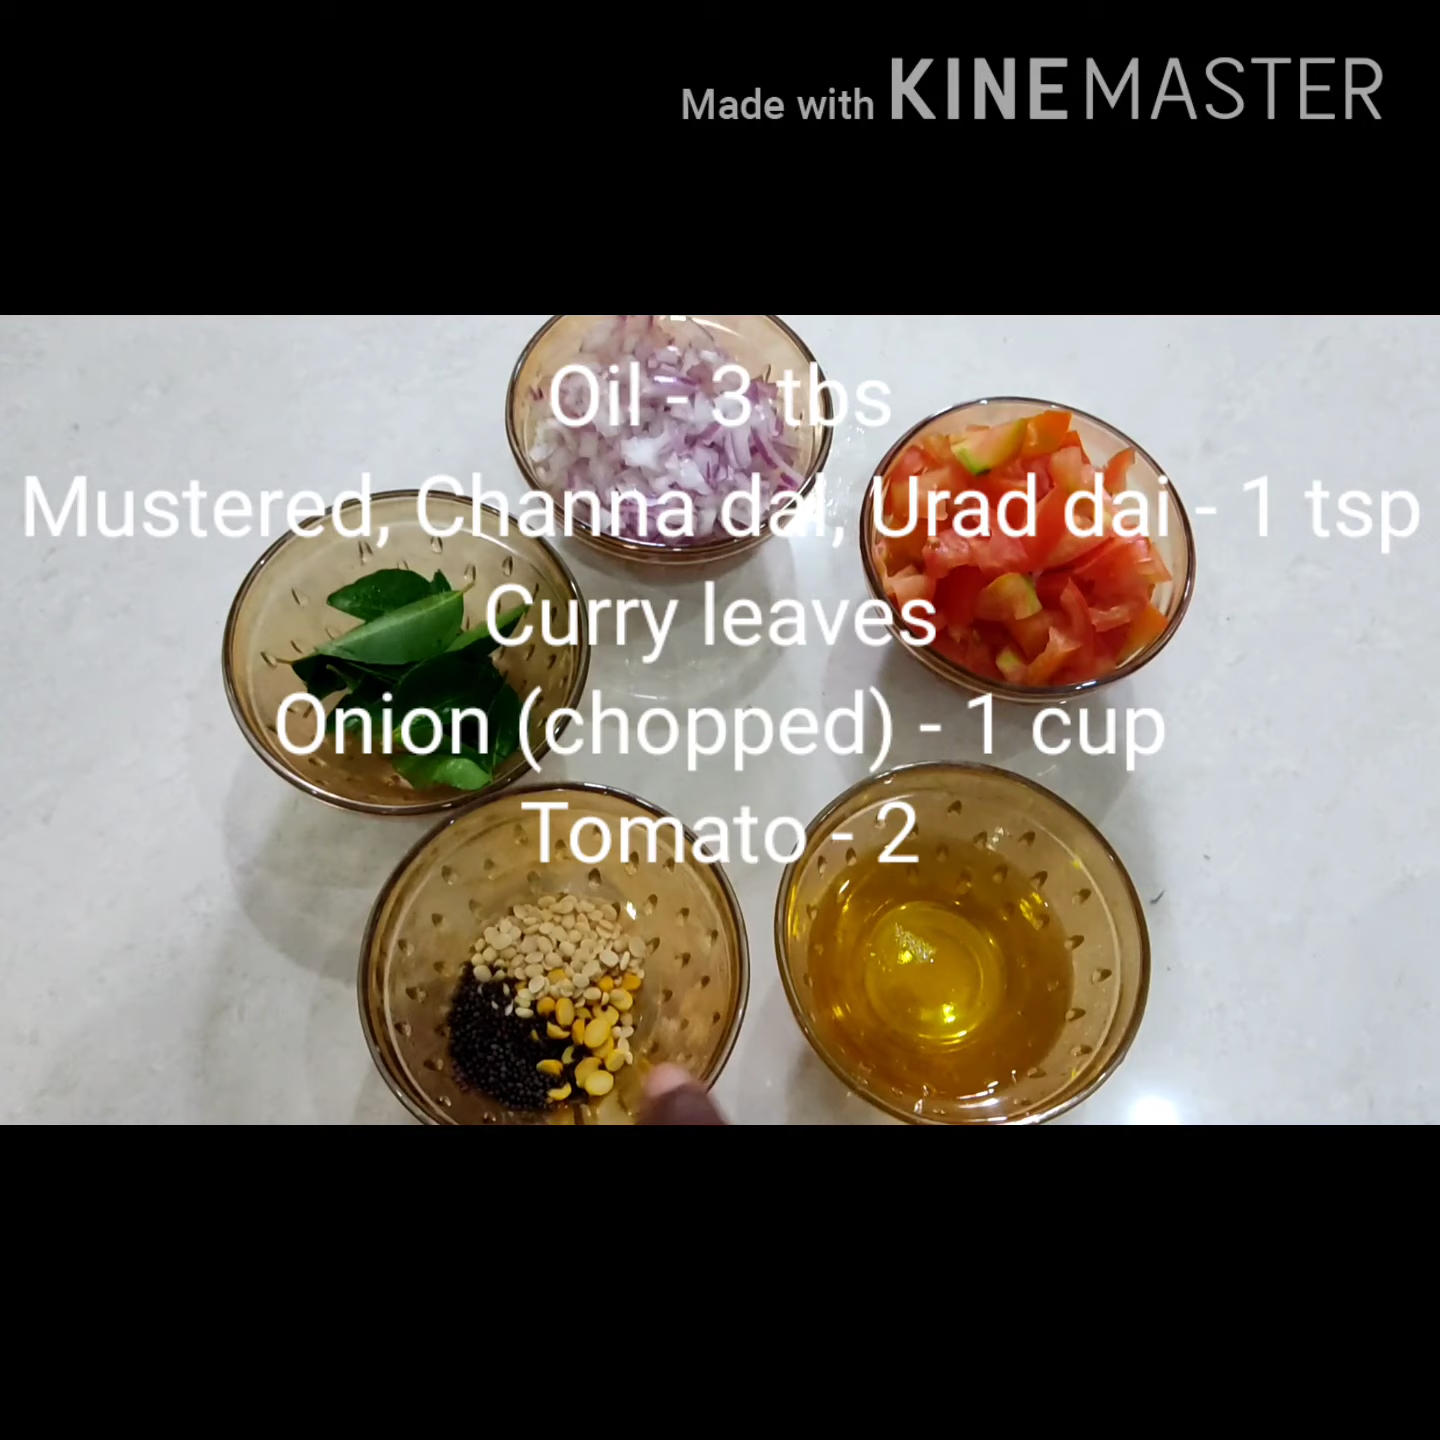 Made with KINEMASTER
Oil - 3 tbs
Mustered, Channa dal, Urad dai - 1 tsp
Curry leaves
Onion (chopped) - 1 cup
Tomato - 2